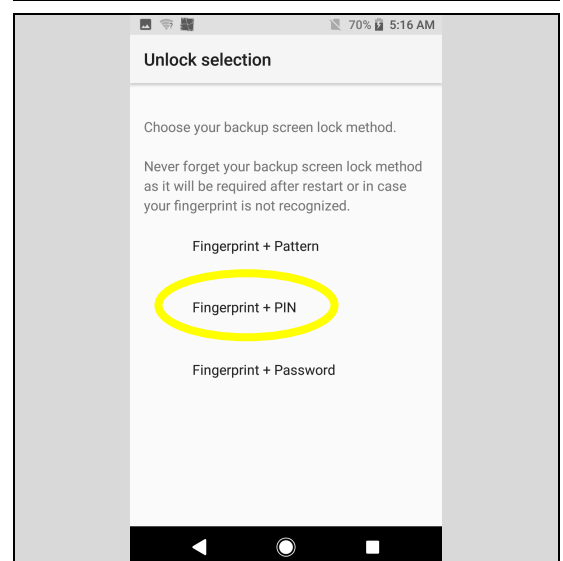 70% 5:16 AM
Unlock selection
Choose your backup screen lock method.
Never forget your backup screen lock method
as it will be required after restart or in case
your fingerprint is not recognized.
Fingerprint + Pattern
Fingerprint + PIN
Fingerprint + Password